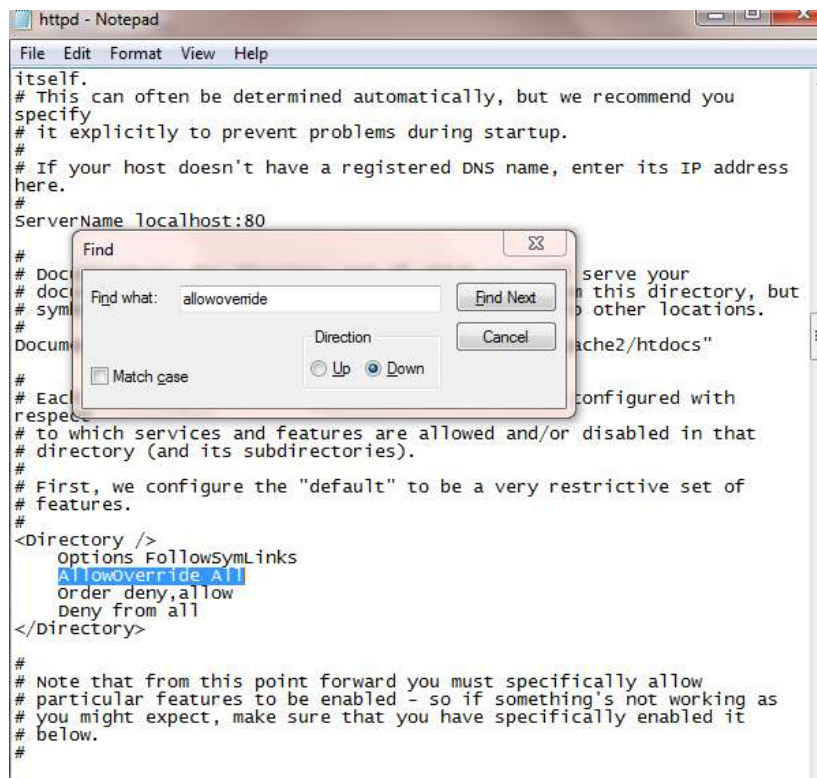 httpd - Notepad
File Edit Format View Help
itself.
# This can often be determined automatically, but we recommend you
specify
# it explicitly to prevent problems during startup.
#
# If your host doesn't have a registered DNS name, enter its IP address
here.
#
ServerName localhost:80
Find
#
# Doc serve your
# doc this directory, but
# sym other locations.
#
Find what: allowoverride Find Next
Direction Cancel
Docum ache2/htdocs"
Match case Up Down
#
# Eac configured with
respect
# to which services and features are allowed and/or disabled in that
# directory (and its subdirectories).
#
# First, we configure the "default" to be a very restrictive set of
# features.
#
<Directory />
Options FollowSymLinks
AllowOverride All
Order deny,allow
Deny from all
</Directory>
#
# Note that from this point forward you must specifically allow
# particular features to be enabled - so if something's not working as
# you might expect, make sure that you have specifically enabled it
# below.
#